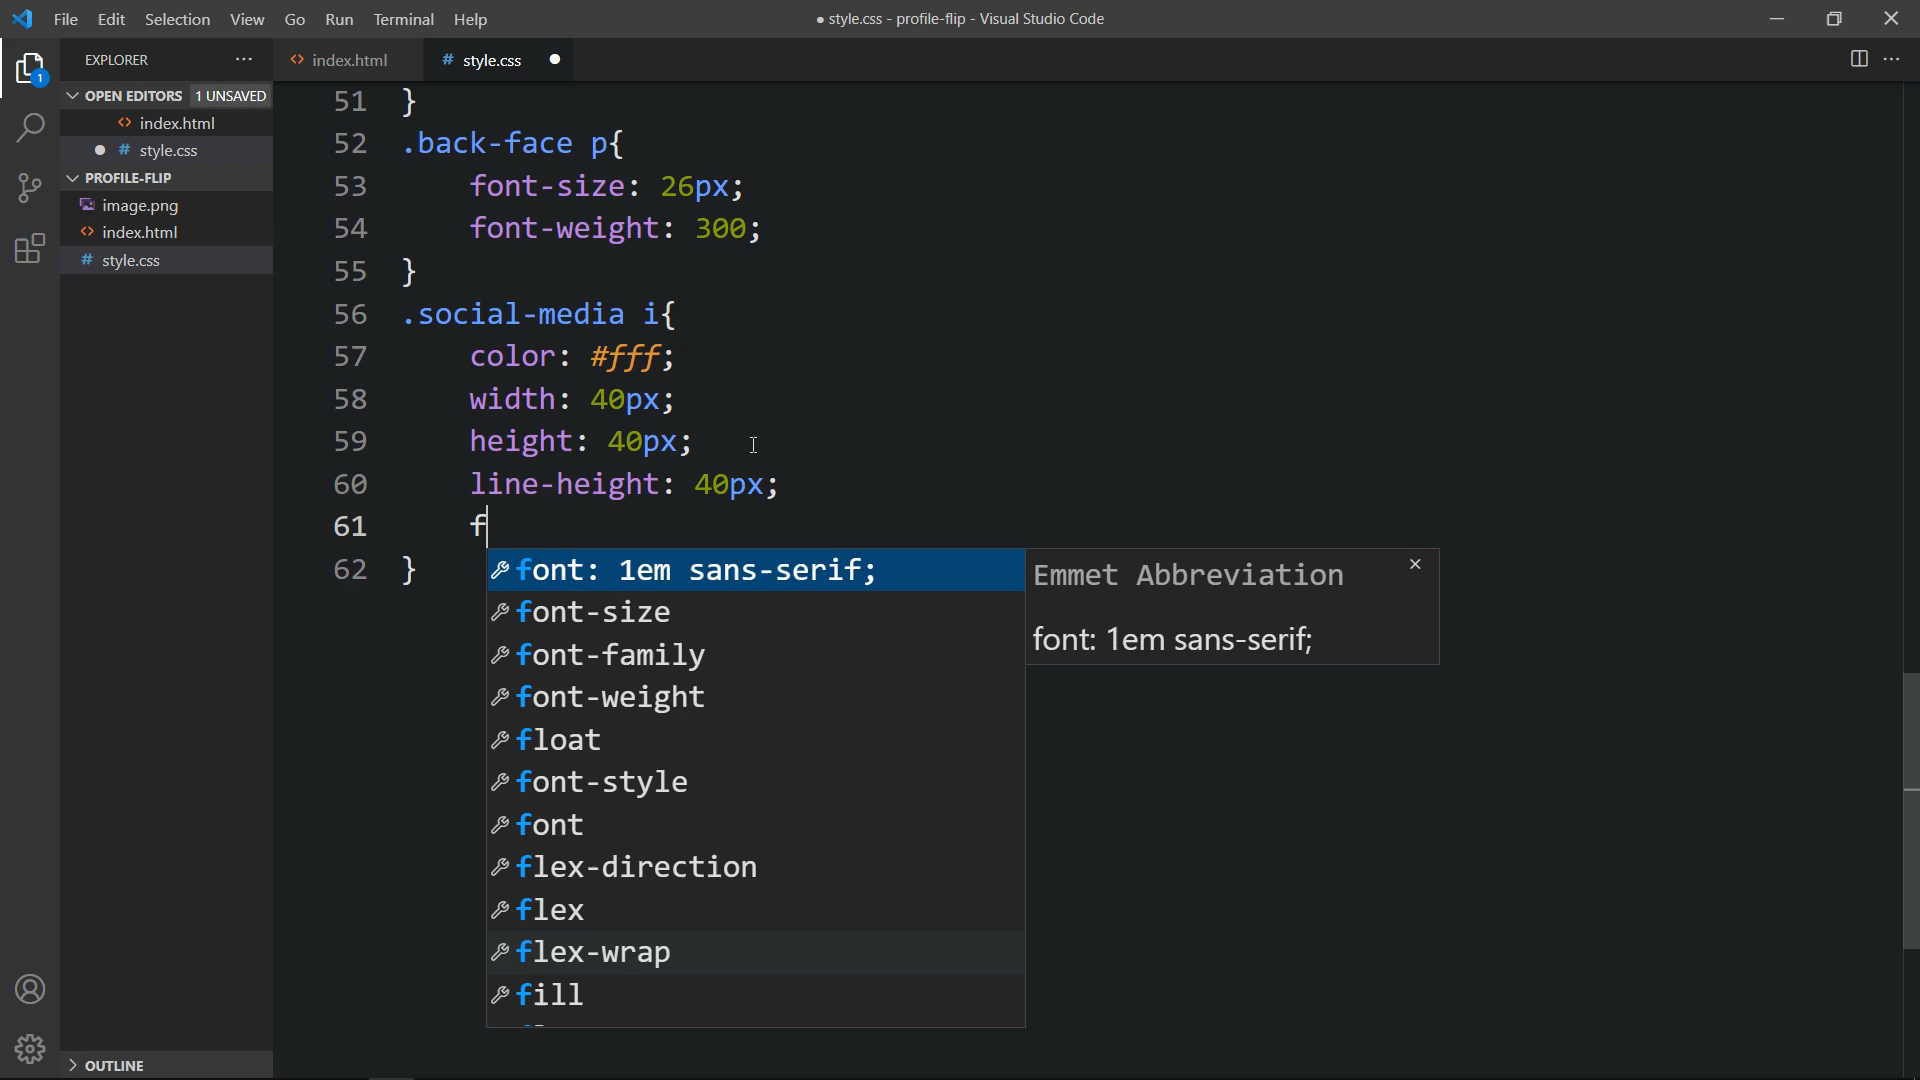 File Edit Selection View Go Run Terminal Help
● style.css - profile-flip - Visual Studio Code
EXPLORER
index.html
# style.css
OPEN EDITORS 1 UNSAVED
index.html
# style.css
PROFILE-FLIP
image.png
index.html
# style.css
OUTLINE
1
51 }
52 .back-face p{
53 font-size: 26px;
54 font-weight: 300;
55 }
56 .social-media i{
57 color: #fff;
58 width: 40px;
59 height: 40px;
60 line-height: 40px;
61 f
62 }
font: 1em sans-serif;
font-size
font-family
font-weight
float
font-style
font
flex-direction
flex
flex-wrap
fill
Emmet Abbreviation
font: 1em sans-serif;